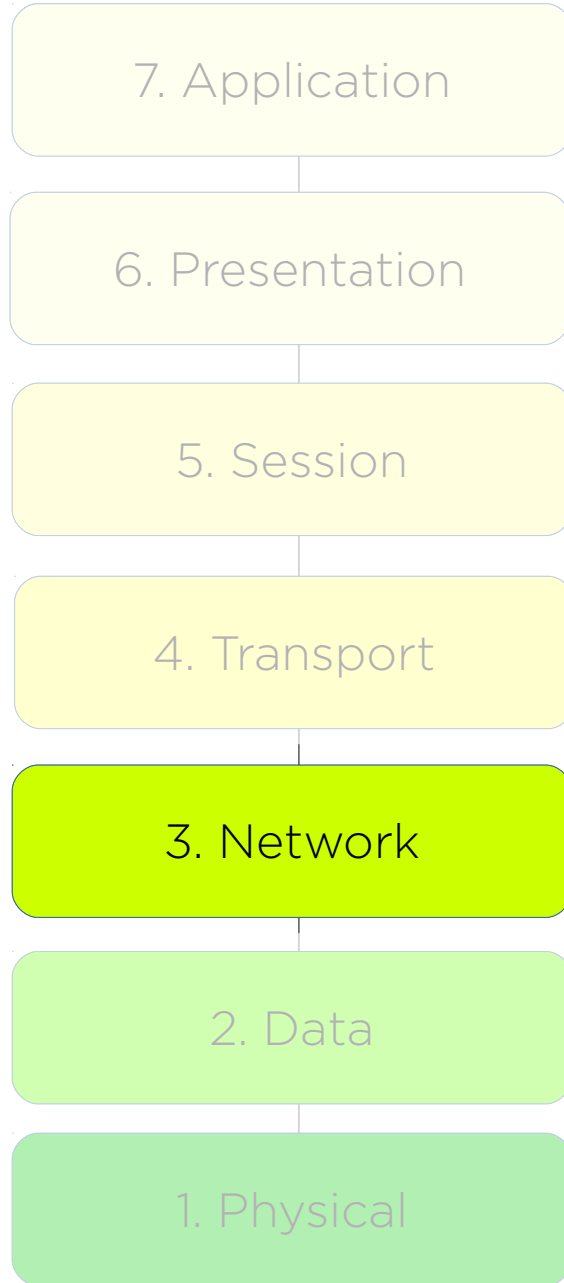 7. Application
6. Presentation
5. Session
4. Transport
3. Network
2. Data
1. Physical